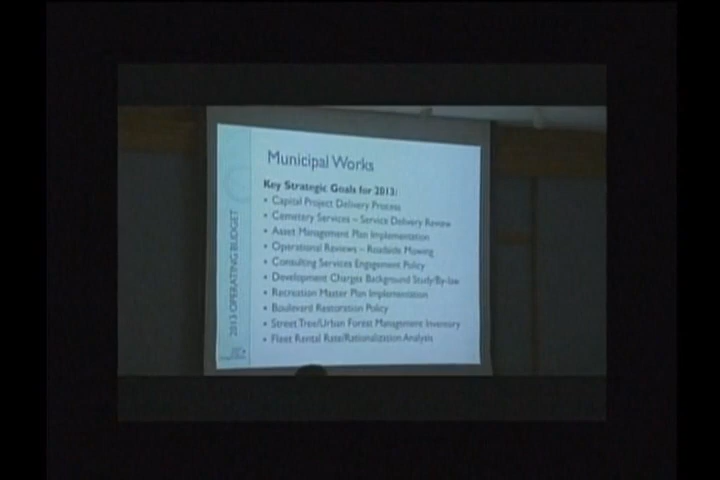 Municipal Works
Key Strategic Goals for 2013:
• Capital Project Delivery Process
• Cemetery Services – Service Delivery Review
• Asset Management Plan Implementation
• Operational Reviews – Roadside Mowing
• Consulting Services Engagement Policy
• Development Charges Background Study/By-law
• Recreation Master Plan Implementation
• Boulevard Restoration Policy
• Street Tree/Urban Forest Management Inventory
• Fleet Rental Rate/Rationalization Analysis
2013 OPERATING BUDGET